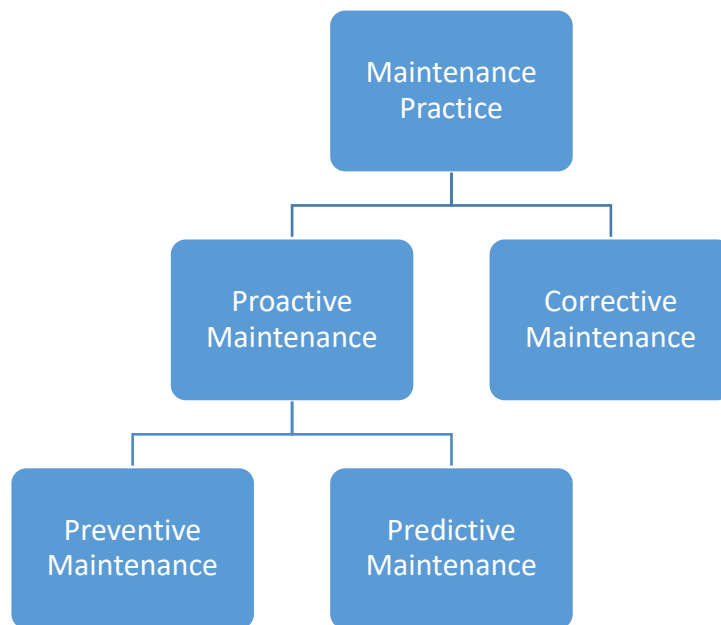 Maintenance
Practice
Proactive
Maintenance
Corrective
Maintenance
Preventive
Maintenance
Predictive
Maintenance